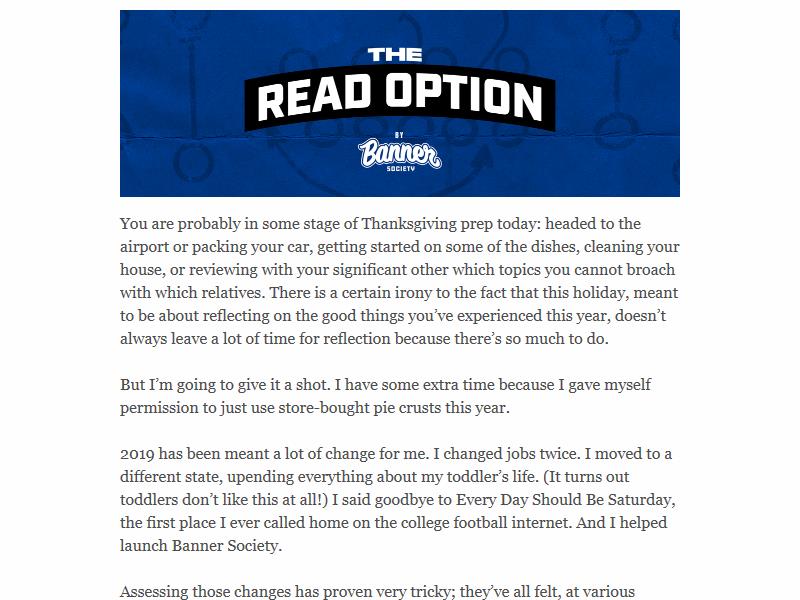 THE
READ OPTION
BY
Banner
SOCIETY
You are probably in some stage of Thanksgiving prep today: headed to the
airport or packing your car, getting started on some of the dishes, cleaning your
house, or reviewing with your significant other which topics you cannot broach
with which relatives. There is a certain irony to the fact that this holiday, meant
to be about reflecting on the good things you’ve experienced this year, doesn’t
always leave a lot of time for reflection because there’s so much to do.
But I’m going to give it a shot. I have some extra time because I gave myself
permission to just use store-bought pie crusts this year.
2019 has been meant a lot of change for me. I changed jobs twice. I moved to a
different state, upending everything about my toddler’s life. (It turns out
toddlers don’t like this at all!) I said goodbye to Every Day Should Be Saturday,
the first place I ever called home on the college football internet. And I helped
launch Banner Society.
Assessing those changes has proven very tricky; they’ve all felt, at various